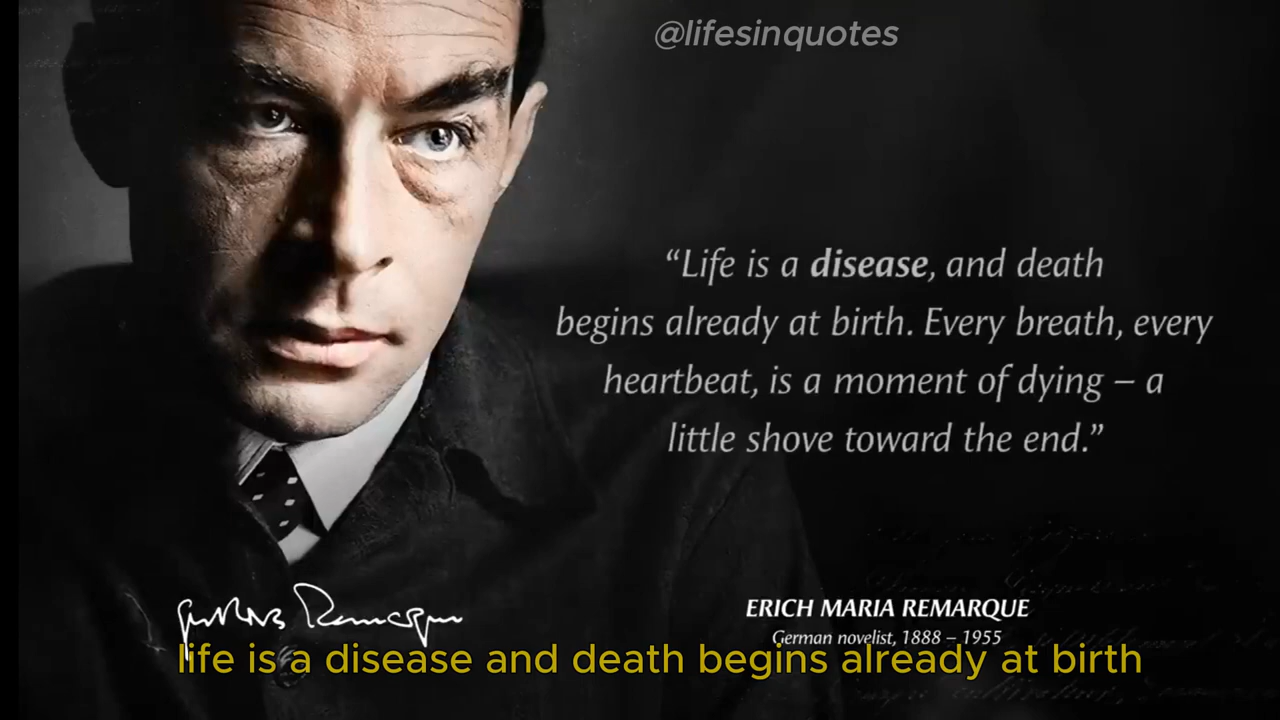 @lifesinquotes
“Life is a disease, and death
begins already at birth. Every breath, every
heartbeat, is a moment of dying – a
little shove toward the end.”
ERICH MARIA REMARQUE
German novelist, 1888 – 1955
life is a disease and death begins already at birth